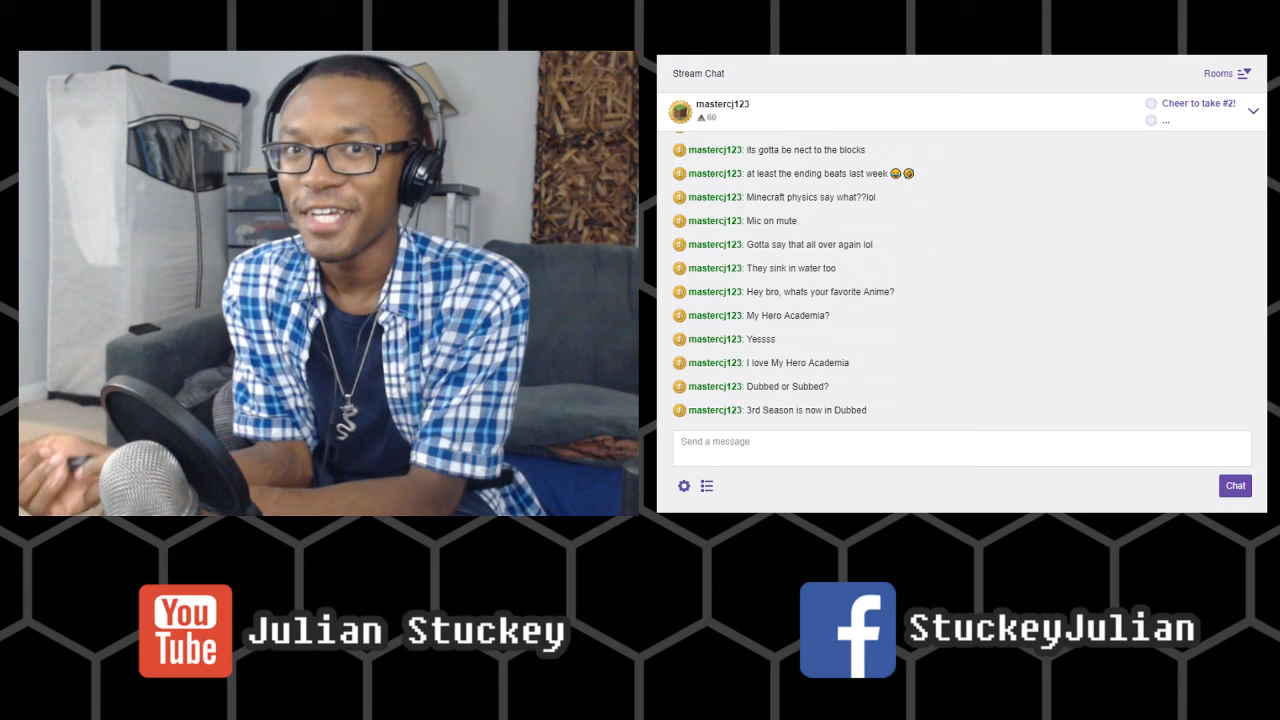 Stream Chat
Rooms
mastercj123
60
Cheer to take #2!
...
mastercj123: its gotta be nect to the blocks
mastercj123: at least the ending beats last week 😂 🤣
mastercj123: Minecraft physics say what??lol
mastercj123: Mic on mute
mastercj123: Gotta say that all over again lol
mastercj123: They sink in water too
mastercj123: Hey bro, whats your favorite Anime?
mastercj123: My Hero Academia?
mastercj123: Yessss
mastercj123: I love My Hero Academia
mastercj123: Dubbed or Subbed?
mastercj123: 3rd Season is now in Dubbed
Send a message
Chat
You
Tube
Julian Stuckey
f
StuckeyJulian